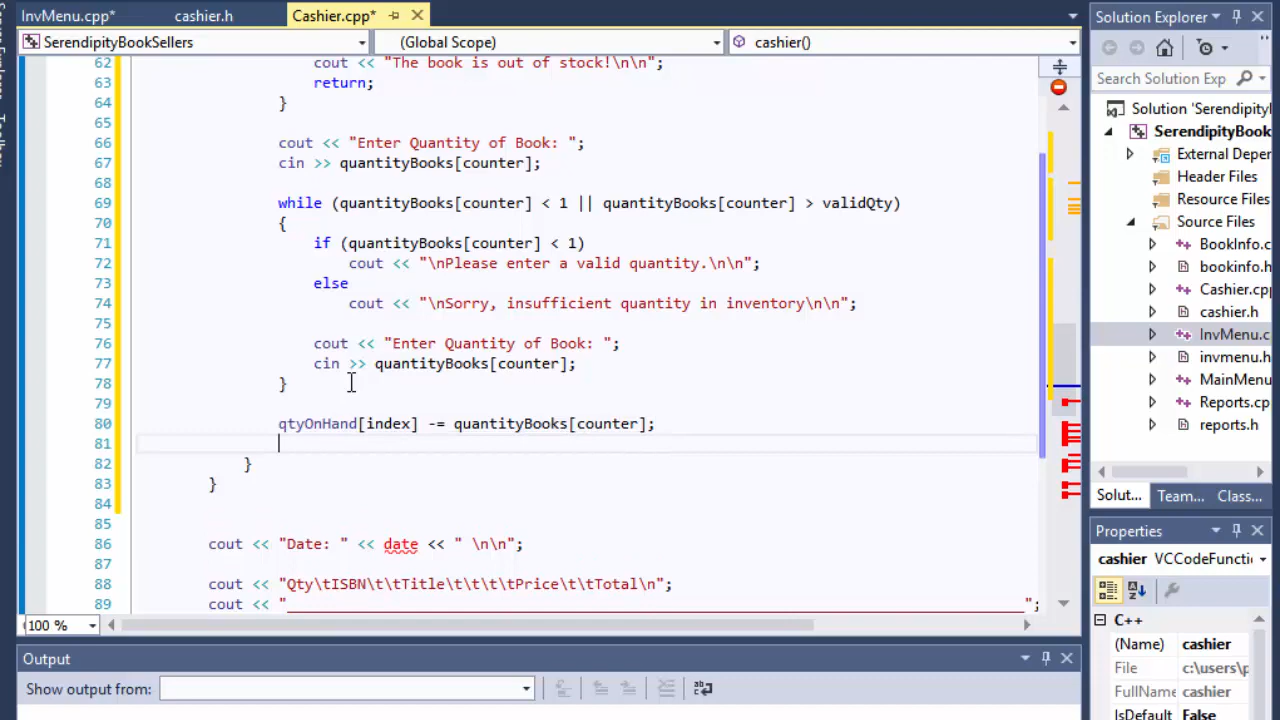 InvMenu.cpp* cashier.h Cashier.cpp*
SerendipityBookSellers (Global Scope) cashier()
62 cout << "The book is out of stock!\n\n";
63 return;
64 }
65
66 cout << "Enter Quantity of Book: ";
67 cin >> quantityBooks[counter];
68
69 while (quantityBooks[counter] < 1 || quantityBooks[counter] > validQty)
70 {
71 if (quantityBooks[counter] < 1)
72 cout << "\nPlease enter a valid quantity.\n\n";
73 else
74 cout << "\nSorry, insufficient quantity in inventory\n\n";
75
76 cout << "Enter Quantity of Book: ";
77 cin >> quantityBooks[counter];
78 }
79
80 qtyOnHand[index] -= quantityBooks[counter];
81
82 }
83 }
84
85
86 cout << "Date: " << date << " \n\n";
87
88 cout << "Qty\tISBN\t\tTitle\t\t\t\tPrice\t\tTotal\n";
89 cout << "______________________________________________________________________________";
100 %
Output
Show output from:
Solution Explorer
Search Solution Exp
Solution 'Serendipity
SerendipityBook
External Deper
Header Files
Resource Files
Source Files
BookInfo.c
bookinfo.h
Cashier.cpp
cashier.h
InvMenu.c
invmenu.h
MainMenu
Reports.cp
reports.h
Solut... Team... Class...
Properties
cashier VCCodeFuncti
C++
(Name) cashier
File c:\users\p
FullName cashier
IsDefault False